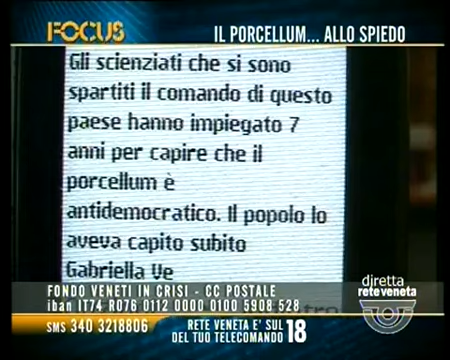 FOCUS
IL PORCELLUM... ALLO SPIEDO
Gli scienziati che si sono
spartiti il comando di questo
paese hanno impiegato 7
anni per capire che il
porcellum è
antidemocratico. Il popolo lo
aveva capito subito
Gabriella Ve
diretta
reteveneta
FONDO VENETI IN CRISI - CC POSTALE
iban IT74 R076 0112 0000 0100 5908 528
SMS 340 3218806
RETE VENETA E' SUL
DEL TUO TELECOMANDO 18